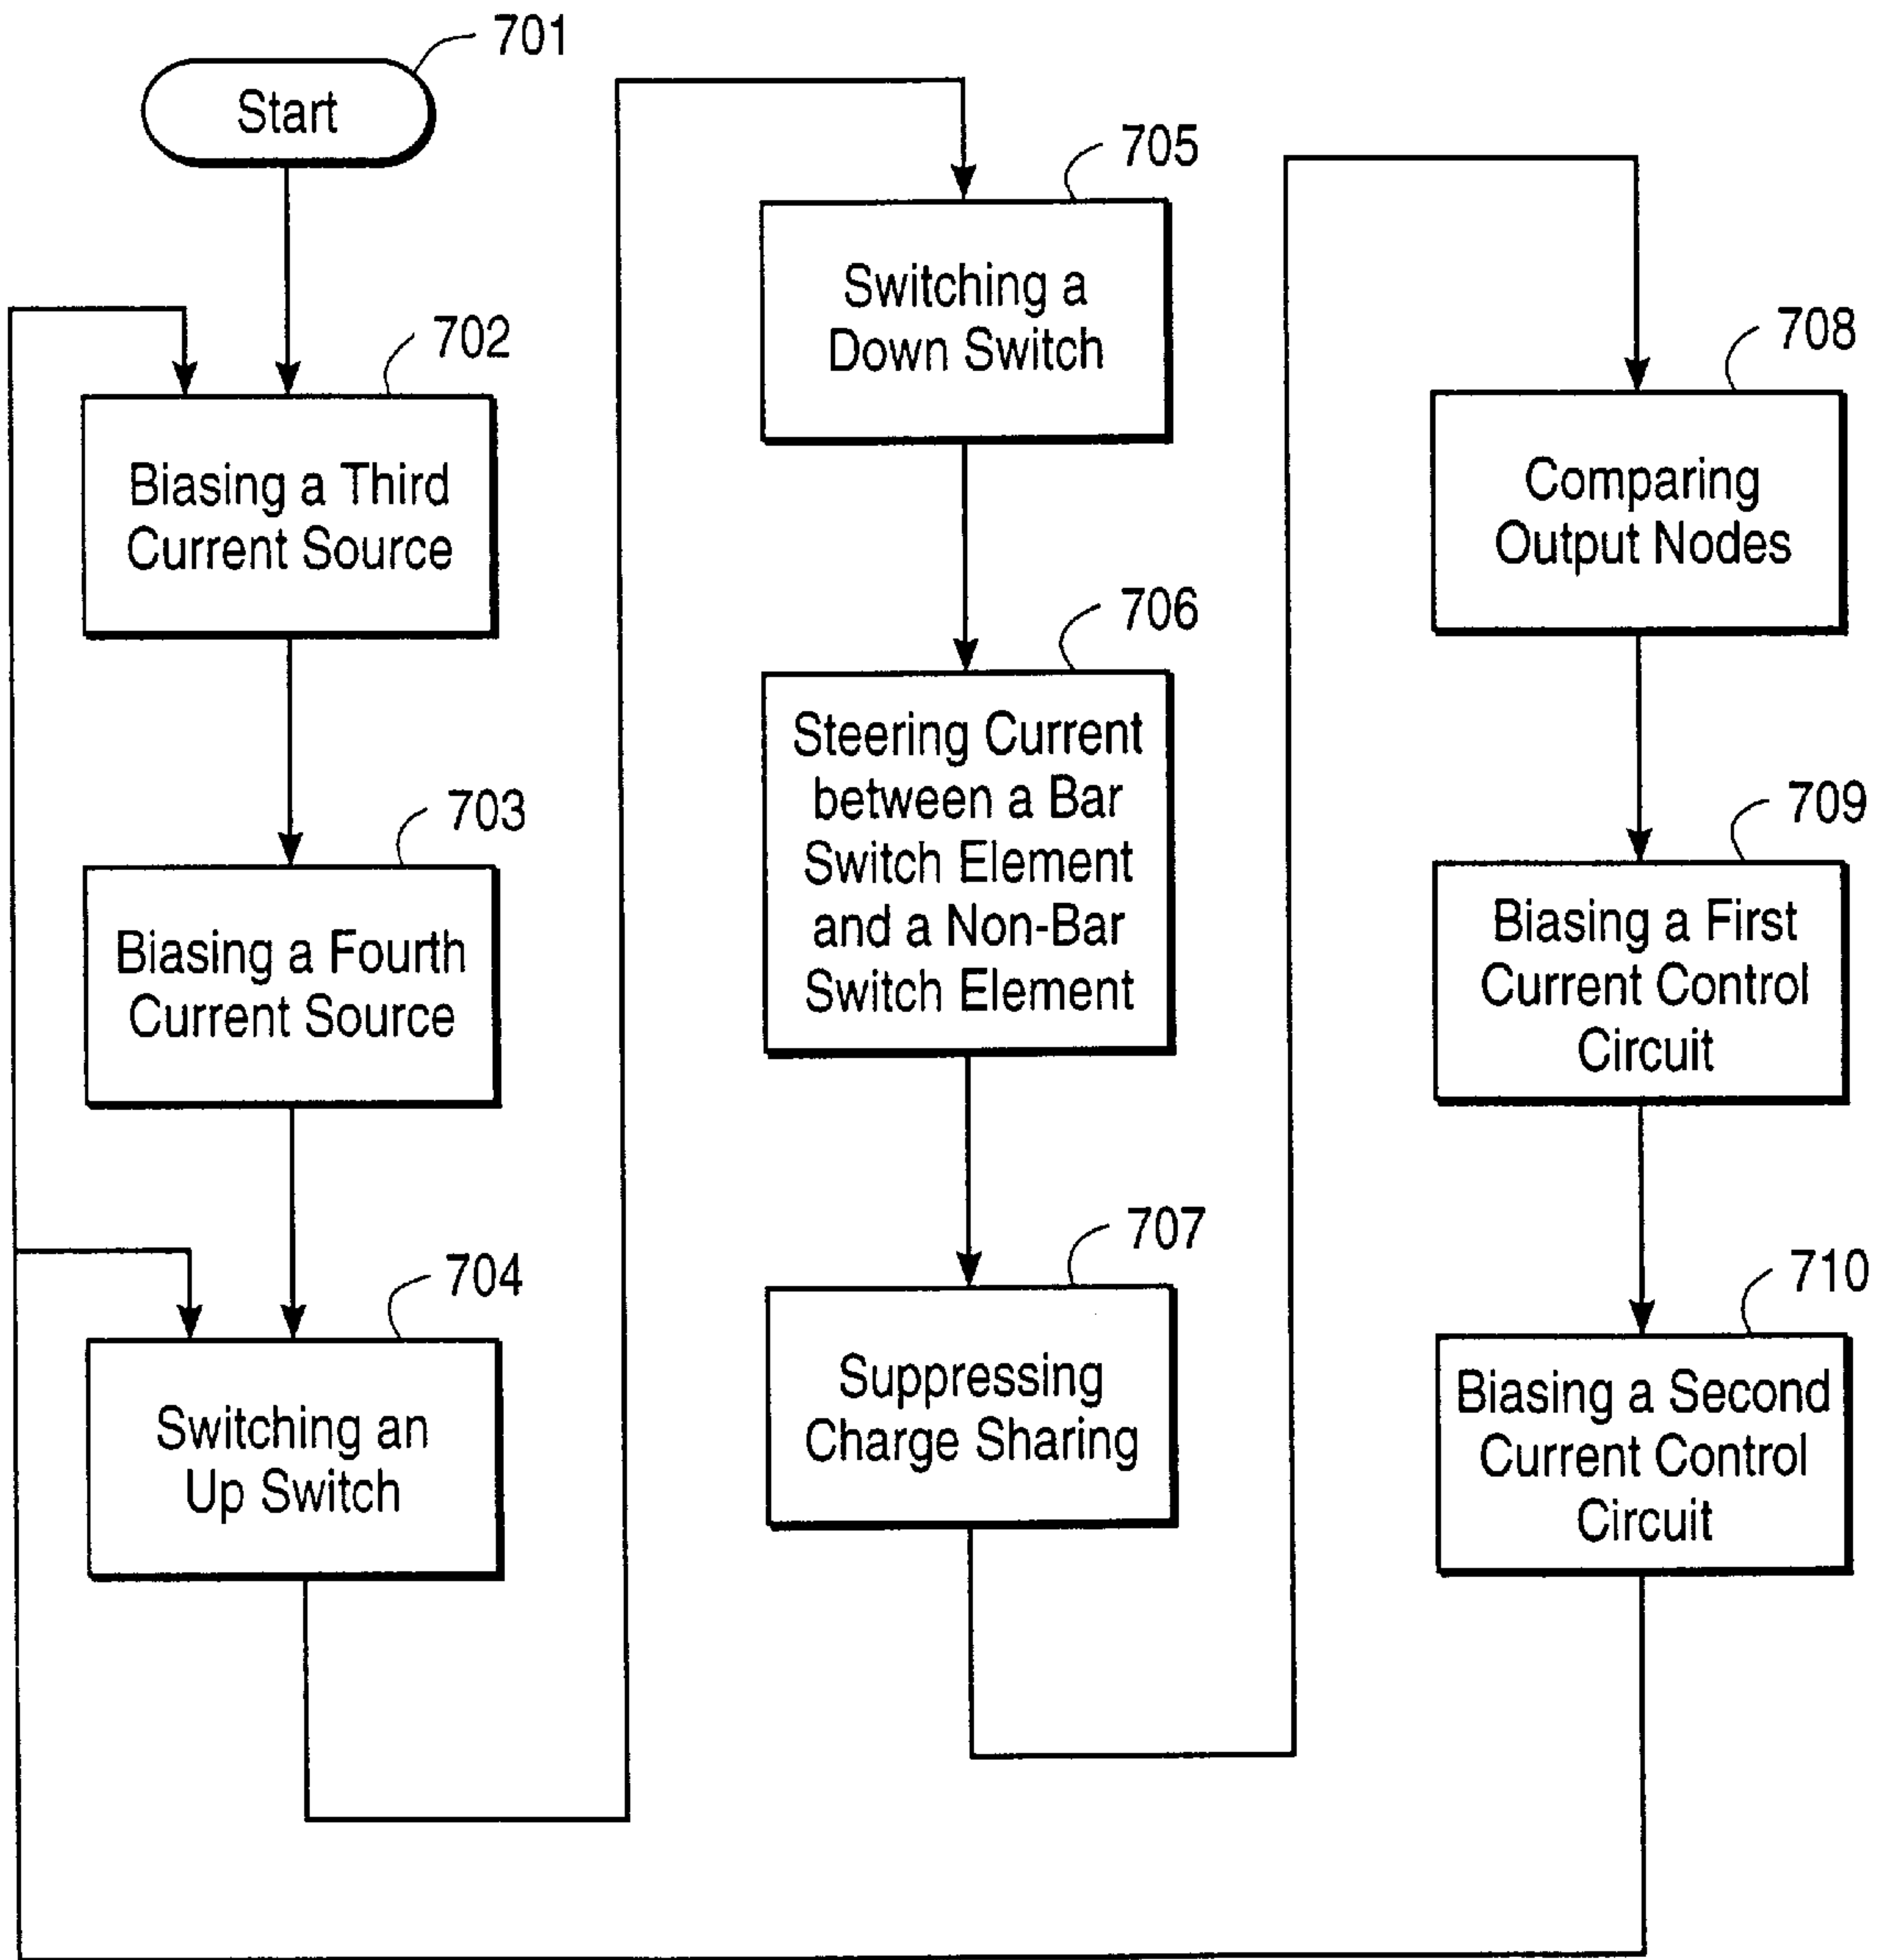 701
Start
702
Biasing a Third
Current Source
703
Biasing a Fourth
Current Source
704
Switching an
Up Switch
705
Switching a
Down Switch
706
Steering Current
between a Bar
Switch Element
and a Non-Bar
Switch Element
707
Suppressing
Charge Sharing
708
Comparing
Output Nodes
709
Biasing a First
Current Control
Circuit
710
Biasing a Second
Current Control
Circuit